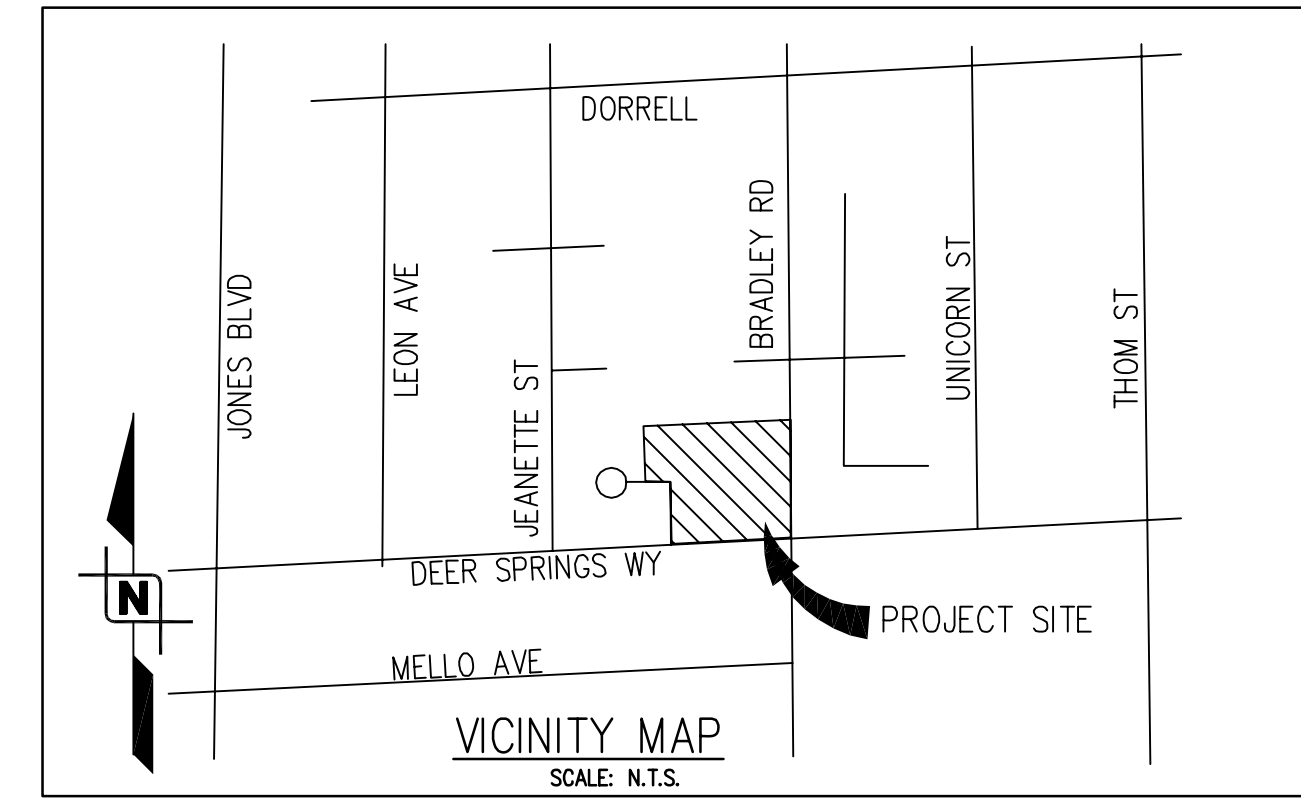 DORRELL
JONES BLVD
LEON AVE
JEANETTE ST
BRADLEY RD
UNICORN ST
THOM ST
DEER SPRINGS WY
N
PROJECT SITE
MELLO AVE
VICINITY MAP
SCALE: N.T.S.